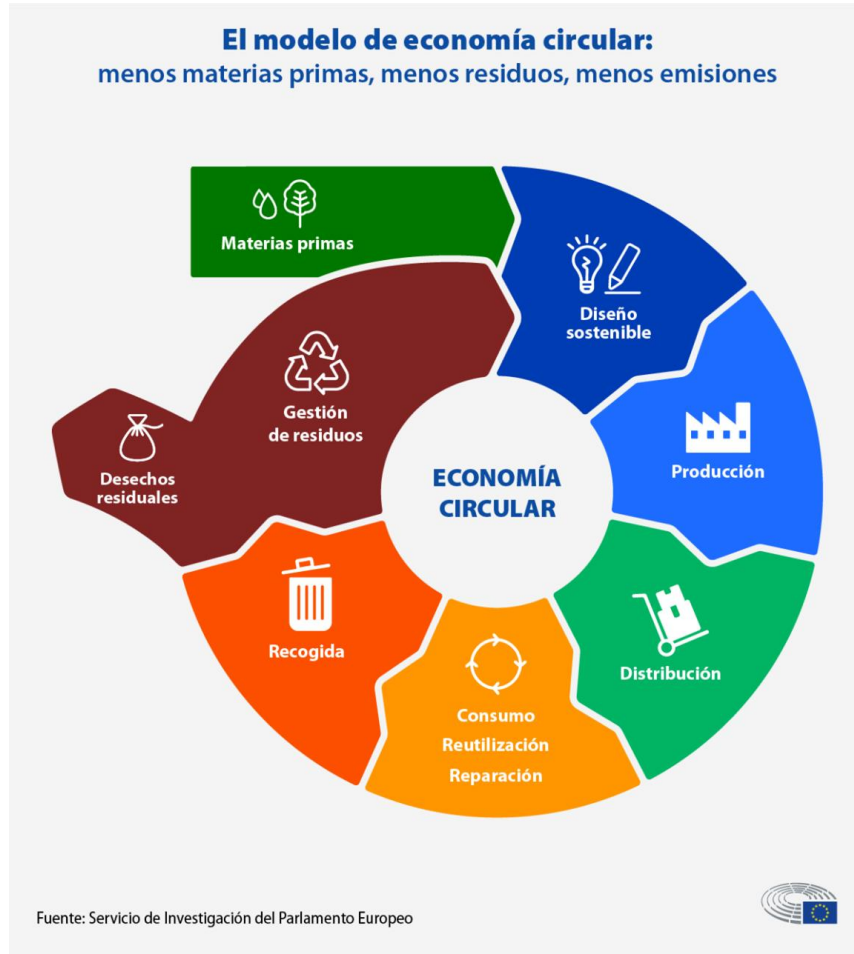 El modelo de economía circular:
menos materias primas, menos residuos, menos emisiones
Materias primas
Diseño
sostenible
Producción
Distribución
Consumo
Reutilización
Reparación
Recogida
Gestión
de residuos
Desechos
residuales
ECONOMÍA
CIRCULAR
Fuente: Servicio de Investigación del Parlamento Europeo